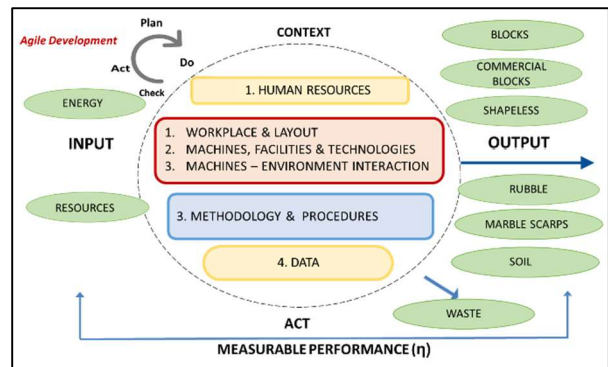 Agile Development
Plan
Do
Check
Act
CONTEXT
INPUT
ENERGY
RESOURCES
1. HUMAN RESOURCES
1. WORKPLACE & LAYOUT
2. MACHINES, FACILITIES & TECHNOLOGIES
3. MACHINES – ENVIRONMENT INTERACTION
3. METHODOLOGY & PROCEDURES
4. DATA
OUTPUT
BLOCKS
COMMERCIAL
BLOCKS
SHAPELESS
RUBBLE
MARBLE SCARPS
SOIL
WASTE
ACT
MEASURABLE PERFORMANCE (η)